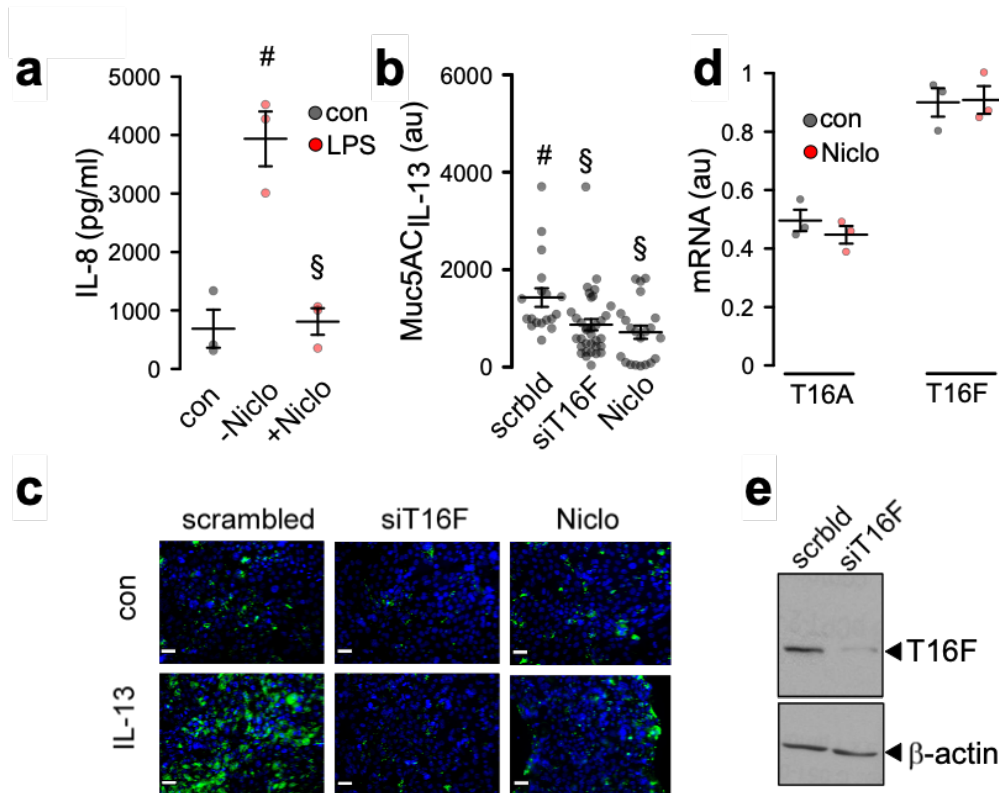 a
IL-8 (pg/ml)
5000
4000
3000
2000
1000
0
#
§
con
LPS
con
-Niclo
+Niclo
b
Muc5ACIL-13 (au)
6000
4000
2000
0
#
§
§
scrbld
siT16F
Niclo
d
mRNA (au)
1
0.8
0.6
0.4
0.2
0
con
Niclo
T16A
T16F
c
scrambled siT16F Niclo
con
IL-13
e
scrbld
siT16F
T16F
β-actin